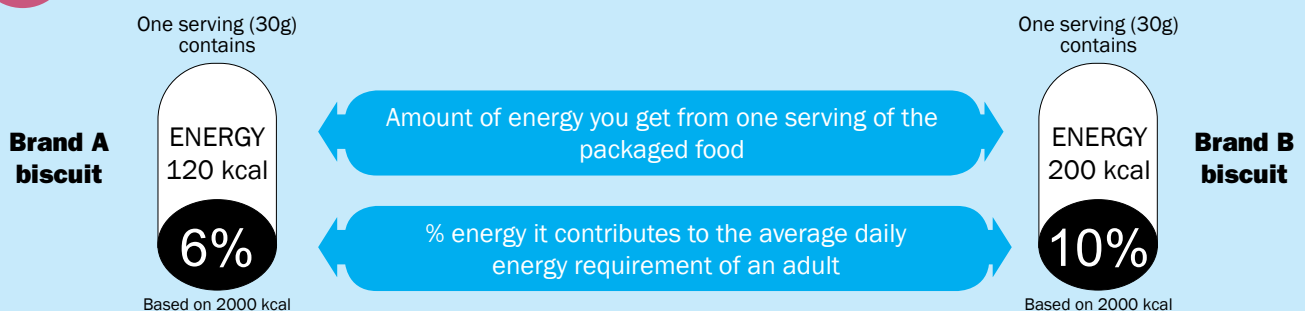 One serving (30g)
contains
Brand A
biscuit
ENERGY
120 kcal
6%
Based on 2000 kcal
Amount of energy you get from one serving of the
packaged food
% energy it contributes to the average daily
energy requirement of an adult
One serving (30g)
contains
ENERGY
200 kcal
10%
Based on 2000 kcal
Brand B
biscuit